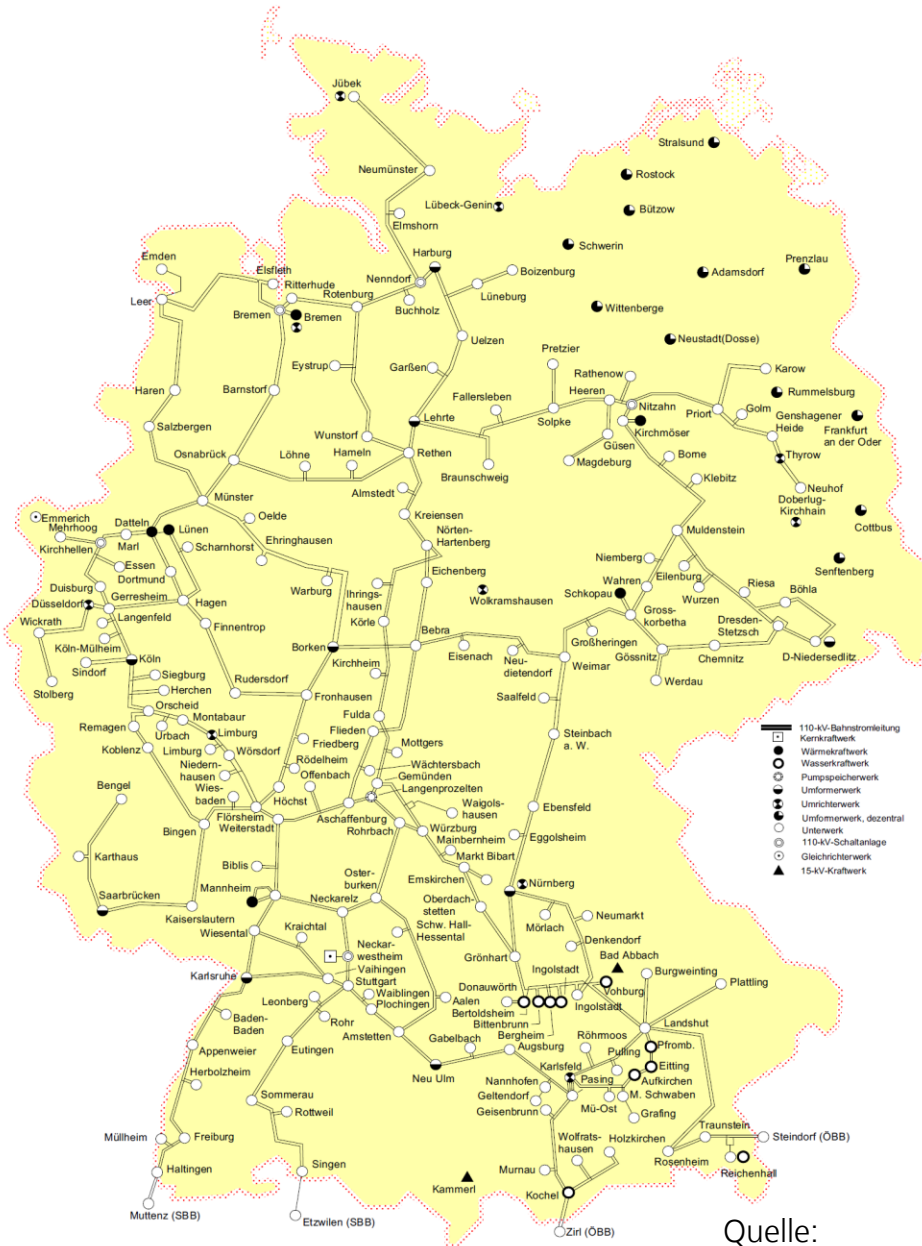 Jübek
Stralsund
Neumünster
Rostock
Lübeck-Genin
Bützow
Elmshorn
Schwerin
Harburg
Emden
Elsfleth
Nenndorf
Boizenburg
Adamsdorf
Prenzlau
Ritterhude
Rotenburg
Lüneburg
Leer
Buchholz
Bremen
Bremen
Wittenberge
Uelzen
Neustadt(Dosse)
Pretzier
Eystrup
Garßen
Rathenow
Karow
Haren
Barnstorf
Fallersleben
Heeren
Rummelsburg
Nitzahn
Golm
Lehrte
Solpke
Priort
Genshagener
Heide
Frankfurt
an der Oder
Salzbergen
Kirchmöser
Wunstorf
Güsen
Osnabrück
Löhne
Hameln
Rethen
Borne
Thyrow
Magdeburg
Braunschweig
Klebitz
Neuhof
Almstedt
Münster
Doberlug-
Kirchhain
Emmerich
Oelde
Kreiensen
Cottbus
Mehrhoog
Datteln
Lünen
Muldenstein
Kirchhellen
Marl
Ehringhausen
Nörten-
Hartenberg
Scharnhorst
Niemberg
Essen
Senftenberg
Dortmund
Eichenberg
Eilenburg
Riesa
Duisburg
Warburg
Ihrings-
hausen
Wahren
Schkopau
Böhla
Gerresheim
Wolkramshausen
Wurzen
Düsseldorf
Hagen
Langenfeld
Körle
Gross-
korbetha
Dresden-
Stetzsch
Wickrath
Finnentrop
Bebra
Großheringen
Köln-Mülheim
Borken
Köln
Kirchheim
Eisenach
Neu-
dietendorf
Weimar
Gössnitz
Chemnitz
D-Niedersedlitz
Sindorf
Siegburg
Werdau
Stolberg
Herchen
Rudersdorf
Fronhausen
Saalfeld
Orscheid
Montabaur
Fulda
Remagen
Limburg
Flieden
Steinbach
a. W.
Urbach
Friedberg
Mottgers
Koblenz
Limburg
Wörsdorf
Rödelheim
Niedern-
hausen
Wächtersbach
Offenbach
Gemünden
Bengel
Wies-
baden
Langenprozelten
Höchst
Waigols-
hausen
Ebensfeld
Flörsheim
Weiterstadt
Aschaffenburg
Bingen
Rohrbach
Würzburg
Eggolsheim
Mainbernheim
Karthaus
Biblis
Markt Bibart
Oster-
burken
Emskirchen
Mannheim
Nürnberg
Saarbrücken
Neckarelz
Oberdach-
stetten
Kaiserslautern
Neumarkt
Wiesental
Kraichtal
Schw. Hall-
Hessental
Mörlach
Denkendorf
Neckar-
westheim
Grönhart
Bad Abbach
Karlsruhe
Vaihingen
Ingolstadt
Burgweinting
Stuttgart
Plattling
Donauwörth
Waiblingen
Vohburg
Leonberg
Plochingen
Aalen
Bertoldsheim
Ingolstadt
Baden-
Baden
Rohr
Bittenbrunn
Landshut
Amstetten
Bergheim
Gabelbach
Augsburg
Röhrmoos
Appenweier
Eutingen
Pulling
Pfromb.
Karlsfeld
Eitting
Neu Ulm
Pasing
Aufkirchen
Herbolzheim
Nannhofen
M. Schwaben
Geltendorf
Mü-Ost
Sommerau
Geisenbrunn
Grafing
Rottweil
Traunstein
Müllheim
Freiburg
Wolfrats-
hausen
Holzkirchen
Steindorf (ÖBB)
Rosenheim
Haltingen
Singen
Murnau
Reichenhall
Kammerl
Kochel
Muttenz (SBB)
Etzwilen (SBB)
Zirl (ÖBB)
110-kV-Bahnstromleitung
Kernkraftwerk
Wärmekraftwerk
Wasserkraftwerk
Pumpspeicherwerk
Umformerwerk
Umrichterwerk
Umformerwerk, dezentral
Unterwerk
110-kV-Schaltanlage
Gleichrichterwerk
15-kV-Kraftwerk
Quelle: